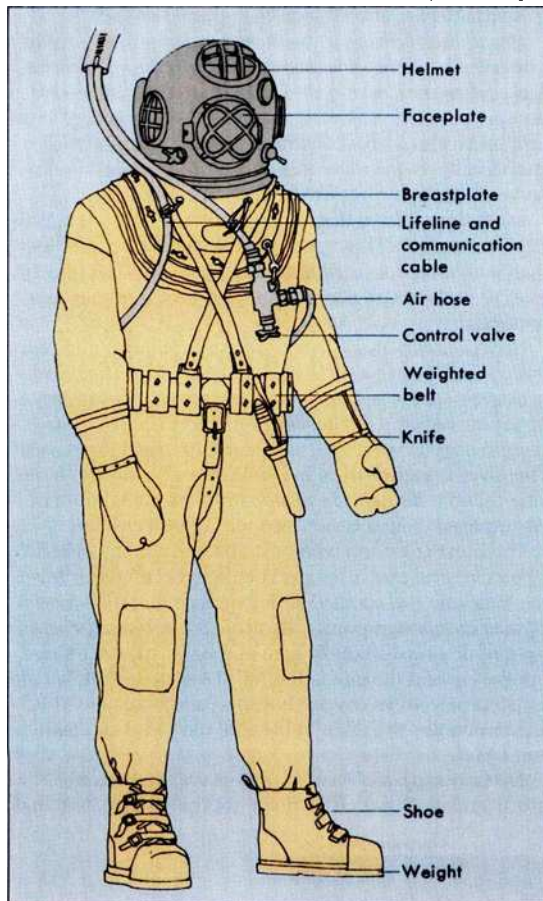 Helmet
Faceplate
Breastplate
Lifeline and
communication
cable
Air hose
Control valve
Weighted
belt
Knife
Shoe
Weight